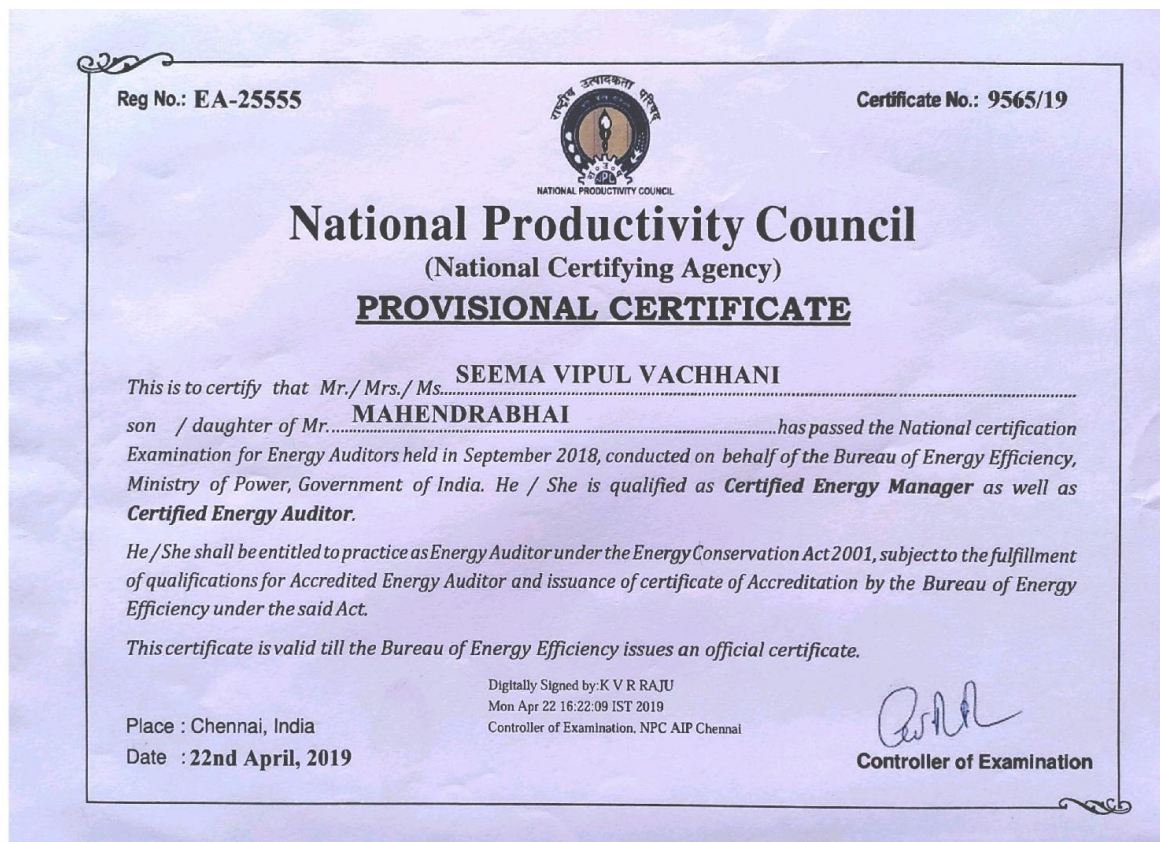 Reg No.: EA-25555
Certificate No.: 9565/19
राष्ट्रीय उत्पादकता परिषद
NATIONAL PRODUCTIVITY COUNCIL
National Productivity Council
(National Certifying Agency)
PROVISIONAL CERTIFICATE
This is to certify that Mr./ Mrs./ Ms. SEEMA VIPUL VACHHANI
son / daughter of Mr. MAHENDRABHAI has passed the National certification
Examination for Energy Auditors held in September 2018, conducted on behalf of the Bureau of Energy Efficiency,
Ministry of Power, Government of India. He / She is qualified as Certified Energy Manager as well as
Certified Energy Auditor.
He / She shall be entitled to practice as Energy Auditor under the Energy Conservation Act 2001, subject to the fulfillment
of qualifications for Accredited Energy Auditor and issuance of certificate of Accreditation by the Bureau of Energy
Efficiency under the said Act.
This certificate is valid till the Bureau of Energy Efficiency issues an official certificate.
Digitally Signed by:K V R RAJU
Mon Apr 22 16:22:09 IST 2019
Controller of Examination, NPC AIP Chennai
Place : Chennai, India
Date : 22nd April, 2019
Controller of Examination